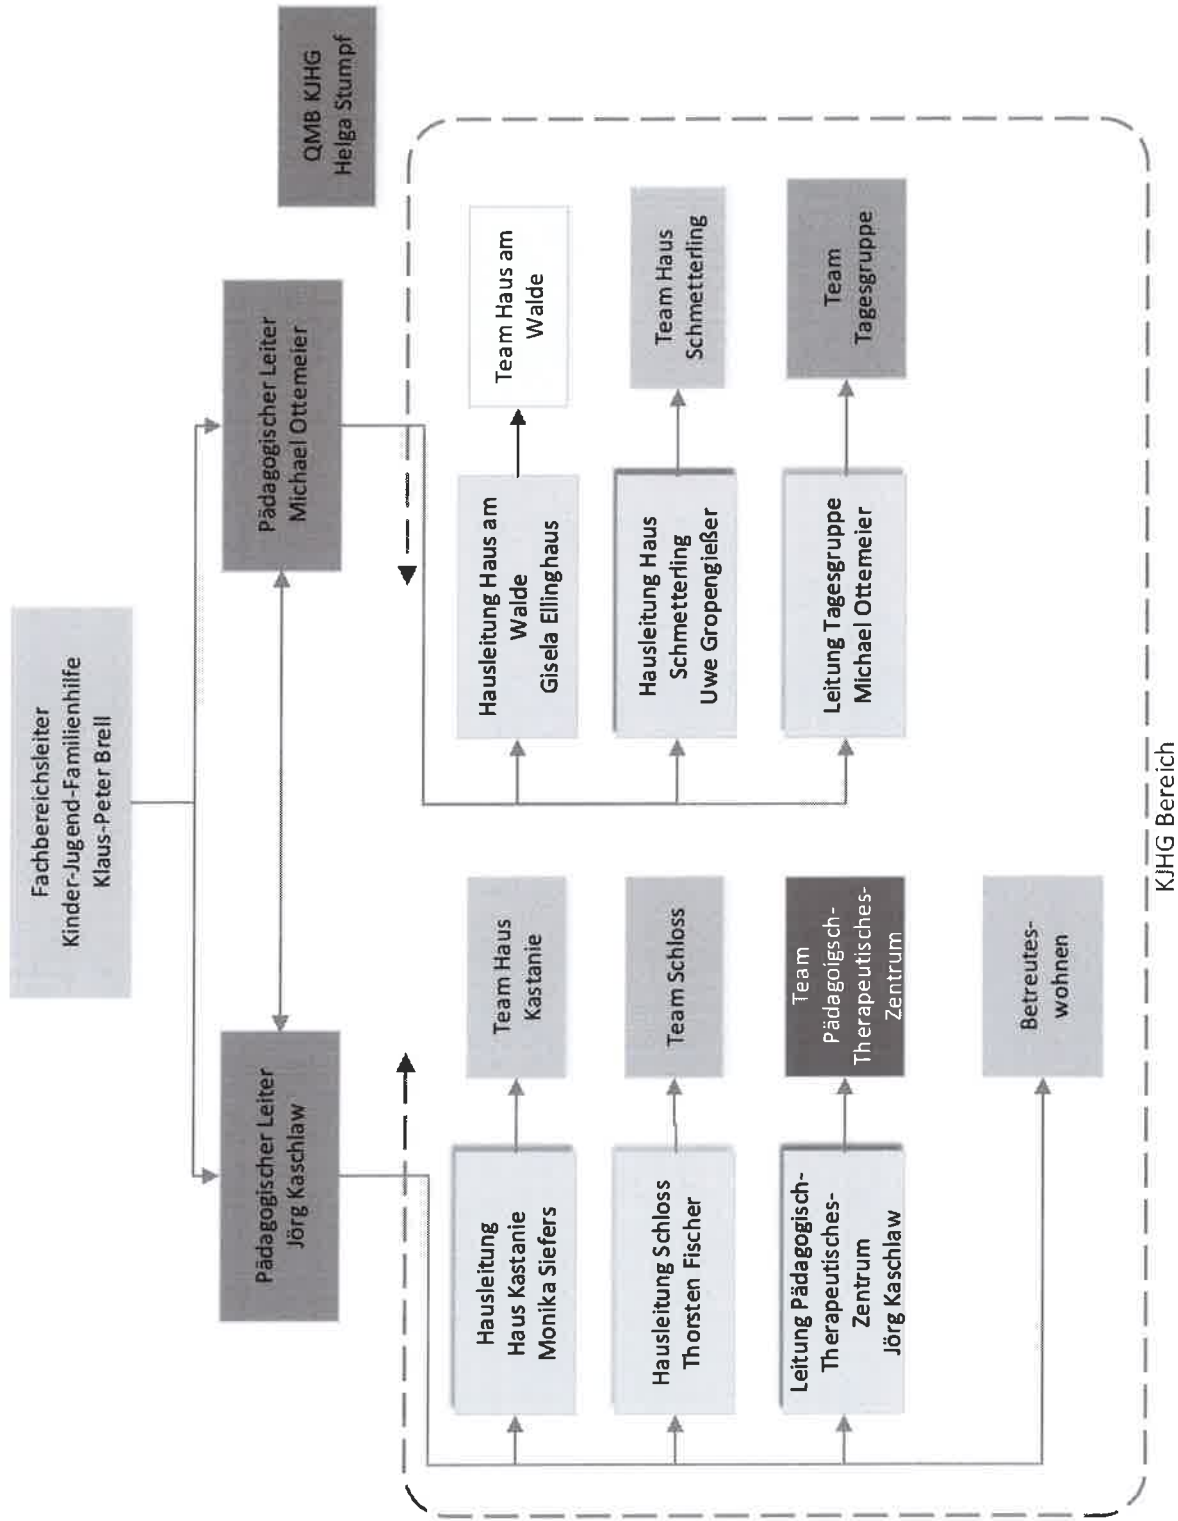 Fachbereichsleiter
Kinder-Jugend-Familienhilfe
Klaus-Peter Brell
QMB KJHG
Helga Stumpf
Pädagogischer Leiter
Jörg Kaschlaw
Pädagogischer Leiter
Michael Ottemeier
Hausleitung
Haus Kastanie
Monika Siefers
Team Haus
Kastanie
Hausleitung Schloss
Thorsten Fischer
Team Schloss
Leitung Pädagogisch-
Therapeutisches-
Zentrum
Jörg Kaschlaw
Team
Pädagoigsch-
Therapeutisches-
Zentrum
Betreutes-
wohnen
Hausleitung Haus am
Walde
Gisela Ellinghaus
Team Haus am
Walde
Hausleitung Haus
Schmetterling
Uwe Gropengießer
Team Haus
Schmetterling
Leitung Tagesgruppe
Michael Ottemeier
Team
Tagesgruppe
KJHG Bereich